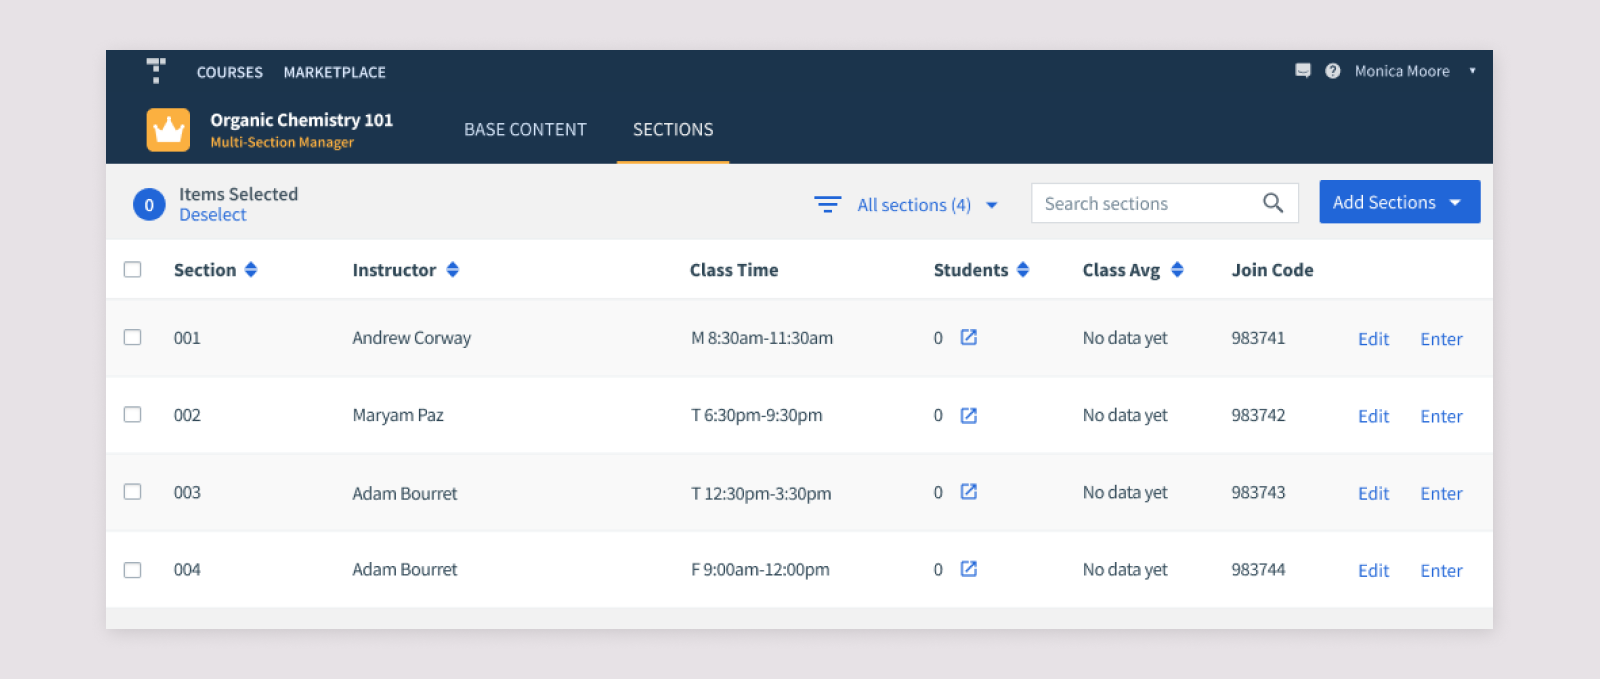 COURSES MARKETPLACE
Monica Moore
Organic Chemistry 101
Multi-Section Manager
BASE CONTENT SECTIONS
0 Items Selected
Deselect
All sections (4)
Search sections
Add Sections
Section Instructor Class Time Students Class Avg Join Code
001 Andrew Corway M 8:30am-11:30am 0 No data yet 983741 Edit Enter
002 Maryam Paz T 6:30pm-9:30pm 0 No data yet 983742 Edit Enter
003 Adam Bourret T 12:30pm-3:30pm 0 No data yet 983743 Edit Enter
004 Adam Bourret F 9:00am-12:00pm 0 No data yet 983744 Edit Enter